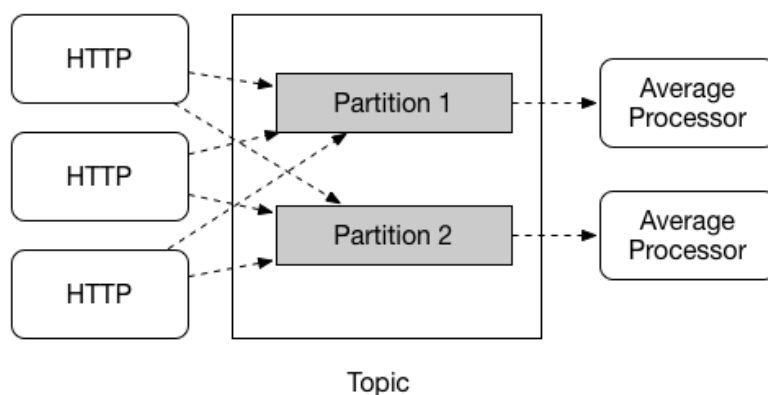 HTTP
HTTP
HTTP
Partition 1
Partition 2
Average
Processor
Average
Processor
Topic